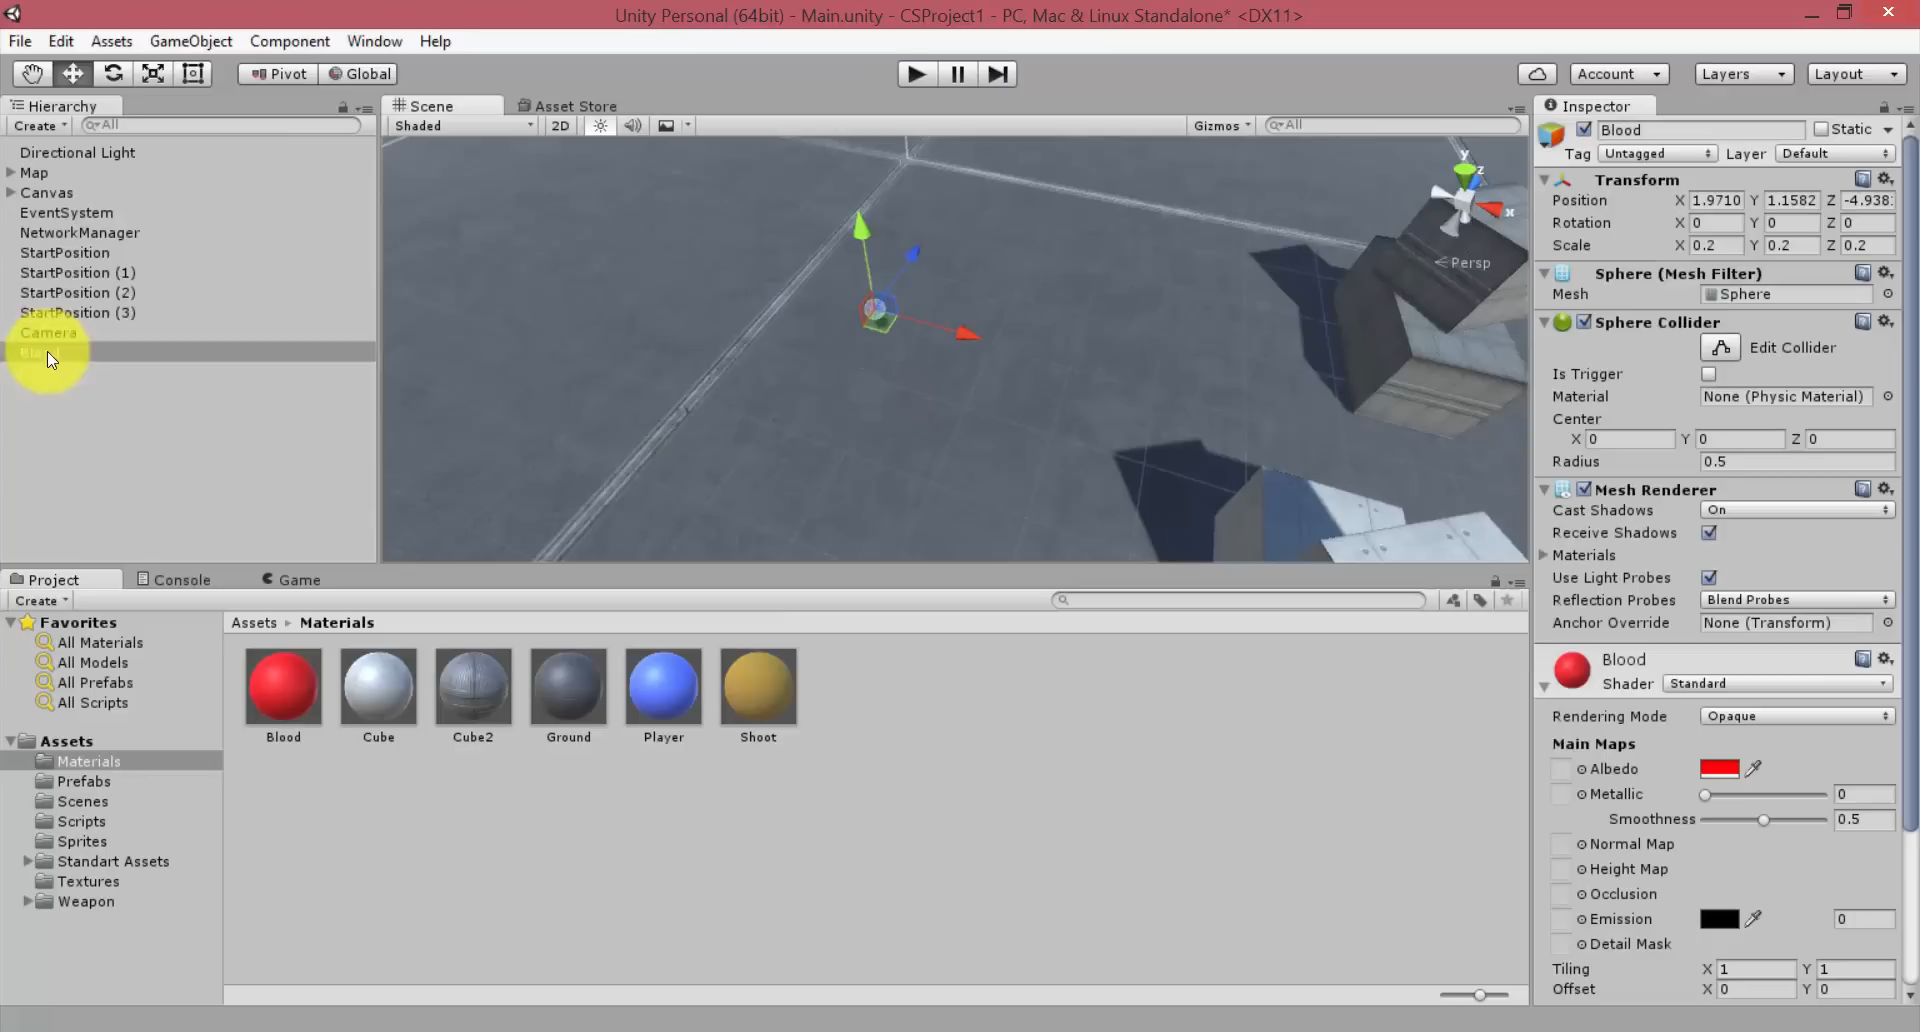 Unity Personal (64bit) - Main.unity - CSProject1 - PC, Mac & Linux Standalone* <DX11>
File Edit Assets GameObject Component Window Help
Pivot Global Account Layers Layout
Hierarchy
Create All
Directional Light
Map
Canvas
EventSystem
NetworkManager
StartPosition
StartPosition (1)
StartPosition (2)
StartPosition (3)
Camera
Scene Asset Store
Shaded 2D Gizmos All
y
z
x
Persp
Inspector
Blood Static
Tag Untagged Layer Default
Transform
Position X 1.9710 Y 1.1582 Z -4.938
Rotation X 0 Y 0 Z 0
Scale X 0.2 Y 0.2 Z 0.2
Sphere (Mesh Filter)
Mesh Sphere
Sphere Collider
Edit Collider
Is Trigger
Material None (Physic Material)
Center
X 0 Y 0 Z 0
Radius 0.5
Mesh Renderer
Cast Shadows On
Receive Shadows
Materials
Use Light Probes
Reflection Probes Blend Probes
Anchor Override None (Transform)
Blood
Shader Standard
Rendering Mode Opaque
Main Maps
Albedo
Metallic 0
Smoothness 0.5
Normal Map
Height Map
Occlusion
Emission 0
Detail Mask
Tiling X 1 Y 1
Offset X 0 Y 0
Project Console Game
Create
Favorites
All Materials
All Models
All Prefabs
All Scripts
Assets
Materials
Prefabs
Scenes
Scripts
Sprites
Standart Assets
Textures
Weapon
Assets Materials
Blood Cube Cube2 Ground Player Shoot